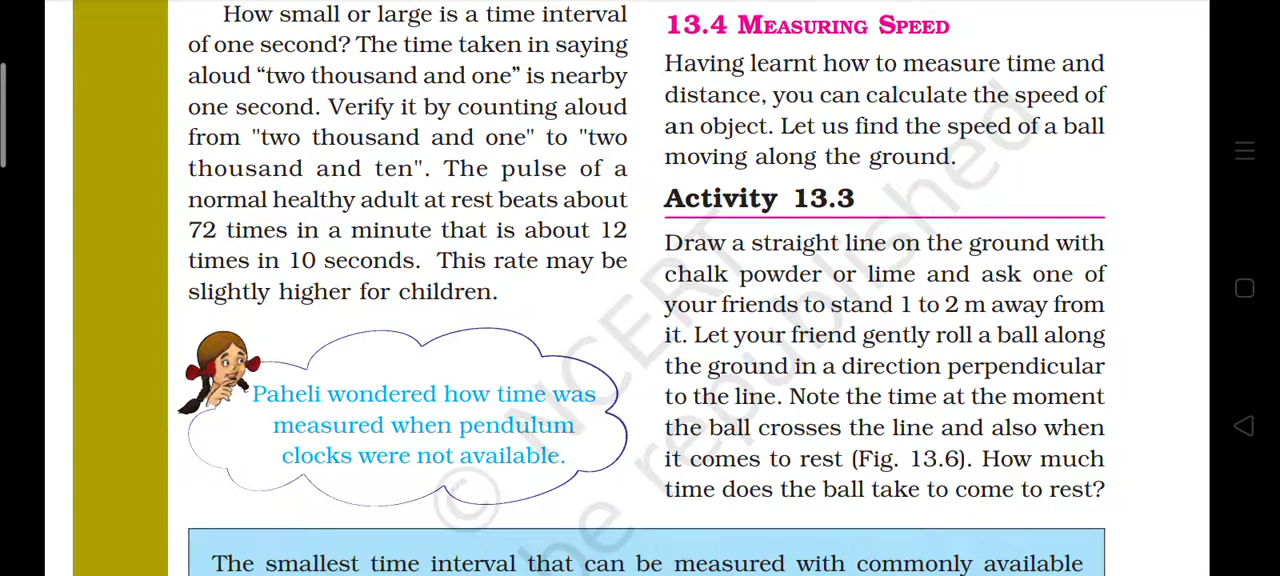 How small or large is a time interval
of one second? The time taken in saying
aloud “two thousand and one” is nearby
one second. Verify it by counting aloud
from "two thousand and one" to "two
thousand and ten". The pulse of a
normal healthy adult at rest beats about
72 times in a minute that is about 12
times in 10 seconds. This rate may be
slightly higher for children.
Paheli wondered how time was
measured when pendulum
clocks were not available.
13.4 MEASURING SPEED
Having learnt how to measure time and
distance, you can calculate the speed of
an object. Let us find the speed of a ball
moving along the ground.
Activity 13.3
Draw a straight line on the ground with
chalk powder or lime and ask one of
your friends to stand 1 to 2 m away from
it. Let your friend gently roll a ball along
the ground in a direction perpendicular
to the line. Note the time at the moment
the ball crosses the line and also when
it comes to rest (Fig. 13.6). How much
time does the ball take to come to rest?
The smallest time interval that can be measured with commonly available
© NCERT
be republished